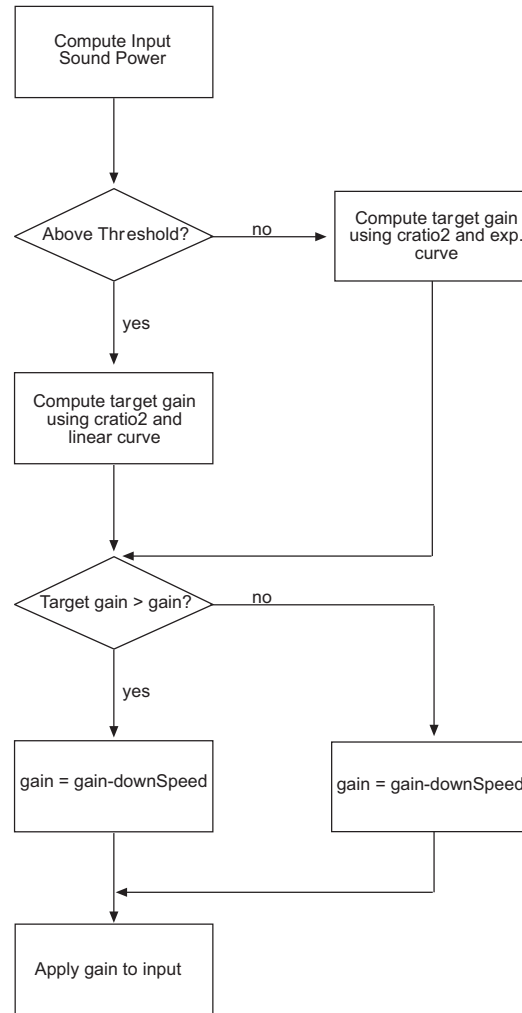 Compute Input
Sound Power
Above Threshold?
no
Compute target gain
using cratio2 and exp.
curve
yes
Compute target gain
using cratio2 and
linear curve
Target gain > gain?
no
yes
gain = gain-downSpeed
gain = gain-downSpeed
Apply gain to input